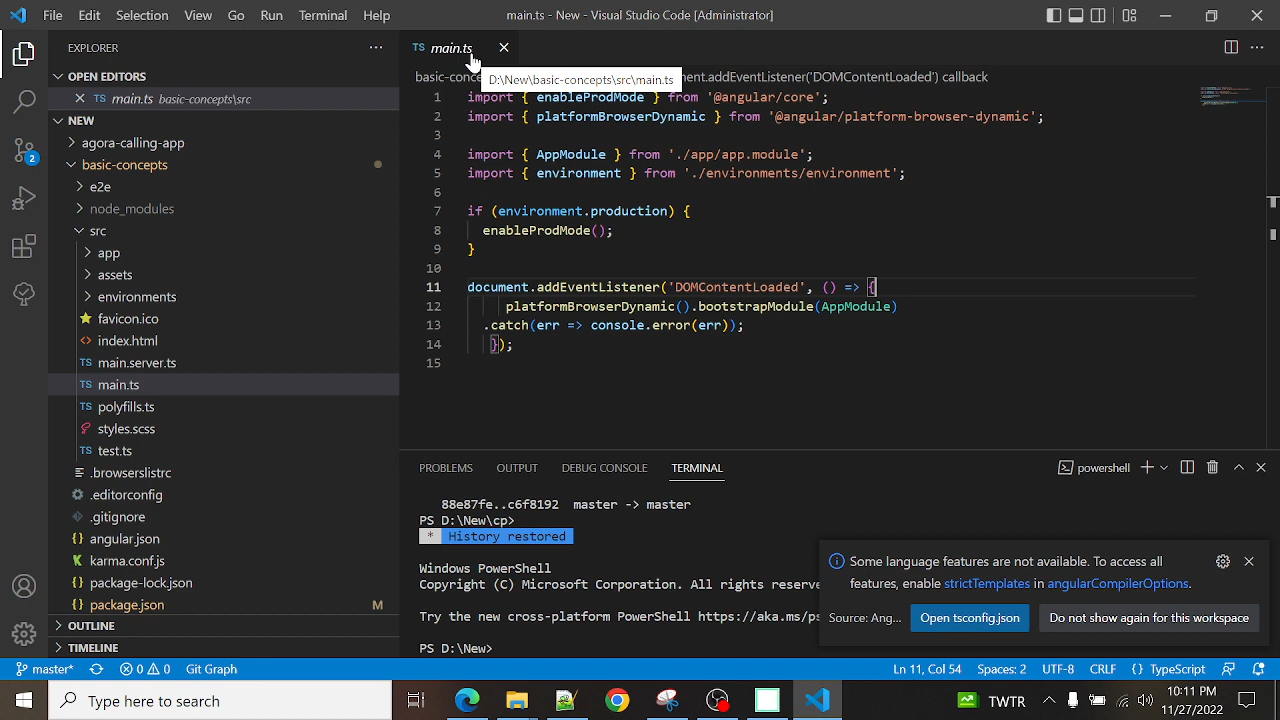 File Edit Selection View Go Run Terminal Help
main.ts - New - Visual Studio Code [Administrator]
EXPLORER
OPEN EDITORS
TS main.ts basic-concepts\src
NEW
agora-calling-app
basic-concepts
e2e
node_modules
src
app
assets
environments
favicon.ico
<> index.html
TS main.server.ts
TS main.ts
TS polyfills.ts
styles.scss
TS test.ts
.browserslistrc
.editorconfig
.gitignore
{} angular.json
karma.conf.js
{} package-lock.json
{} package.json M
OUTLINE
TIMELINE
2
TS main.ts
D:\New\basic-concepts\src\main.ts
basic-conce
ment.addEventListener('DOMContentLoaded') callback
1 import { enableProdMode } from '@angular/core';
2 import { platformBrowserDynamic } from '@angular/platform-browser-dynamic';
3
4 import { AppModule } from './app/app.module';
5 import { environment } from './environments/environment';
6
7 if (environment.production) {
8 enableProdMode();
9 }
10
11 document.addEventListener('DOMContentLoaded', () => {
12 platformBrowserDynamic().bootstrapModule(AppModule)
13 .catch(err => console.error(err));
14 });
15
PROBLEMS OUTPUT DEBUG CONSOLE TERMINAL
powershell
88e87fe..c6f8192 master -> master
PS D:\New\cp>
* History restored
Windows PowerShell
Copyright (C) Microsoft Corporation. All rights reserve
Try the new cross-platform PowerShell https://aka.ms/ps
PS D:\New>
Some language features are not available. To access all
features, enable strictTemplates in angularCompilerOptions.
Source: Ang...
Open tsconfig.json
Do not show again for this workspace
master* 0 0 Git Graph
Ln 11, Col 54 Spaces: 2 UTF-8 CRLF {} TypeScript
Type here to search
TWTR
10:11 PM
11/27/2022